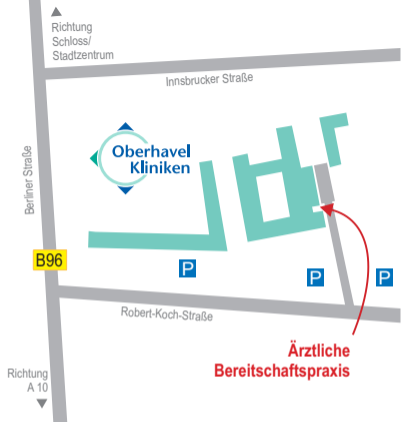 Richtung
Schloss/
Stadtzentrum
Innsbrucker Straße
Berliner Straße
Oberhavel
Kliniken
B96
P
P
P
Robert-Koch-Straße
Ärztliche
Bereitschaftspraxis
Richtung
A 10